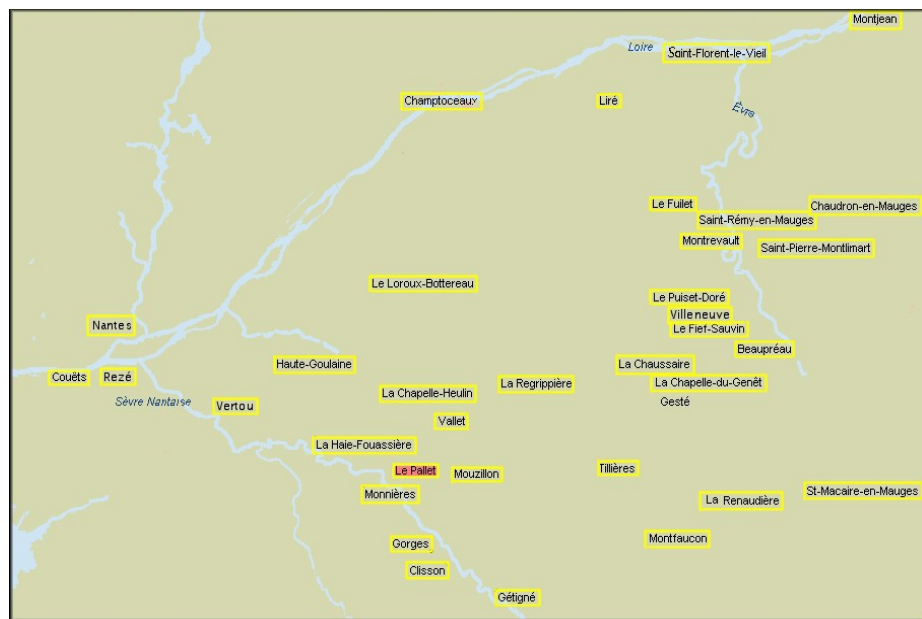 Montjean
Loire
Saint-Florent-le-Vieil
Champtoceaux
Liré
Èvre
Le Fuilet
Chaudron-en-Mauges
Saint-Rémy-en-Mauges
Montrevault
Saint-Pierre-Montlimart
Le Loroux-Bottereau
Le Puiset-Doré
Villeneuve
Nantes
Le Fief-Sauvin
Beaupréau
Haute-Goulaine
La Chaussaire
Couêts
Rezé
La Regrippière
La Chapelle-du-Genêt
La Chapelle-Heulin
Sèvre Nantaise
Gesté
Vertou
Vallet
La Haie-Fouassière
Le Pallet
Mouzillon
Tillières
Monnières
St-Macaire-en-Mauges
La Renaudière
Montfaucon
Gorges
Clisson
Gétigné